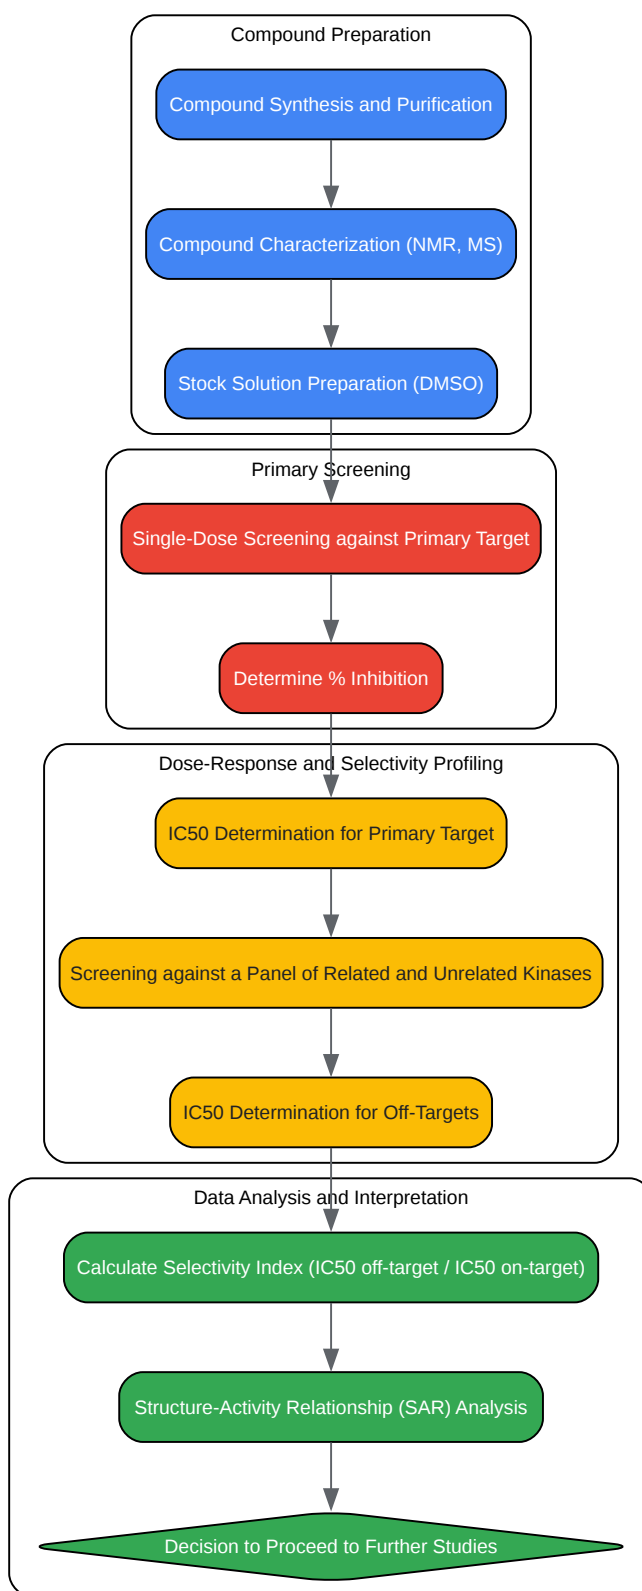 Compound Preparation
Compound Synthesis and Purification
Compound Characterization (NMR, MS)
Stock Solution Preparation (DMSO)
Primary Screening
Single-Dose Screening against Primary Target
Determine % Inhibition
Dose-Response and Selectivity Profiling
IC50 Determination for Primary Target
Screening against a Panel of Related and Unrelated Kinases
IC50 Determination for Off-Targets
Data Analysis and Interpretation
Calculate Selectivity Index (IC50 off-target / IC50 on-target)
Structure-Activity Relationship (SAR) Analysis
Decision to Proceed to Further Studies